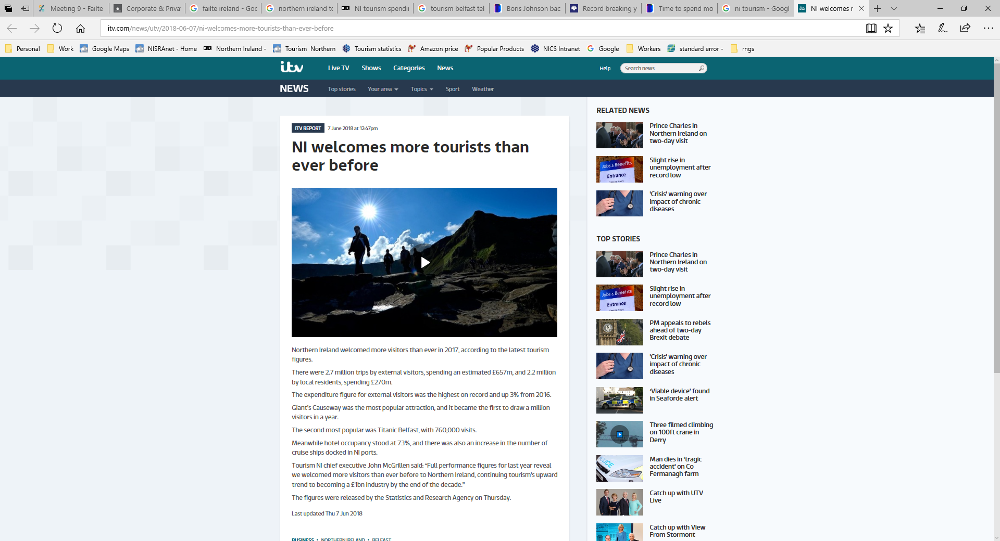 Meeting 9 - Failte
Corporate & Priva
failte ireland - Goo
northern ireland to
BBC NI tourism spendi
tourism belfast tel
Boris Johnson bac
Record breaking y
Time to spend mo
ni tourism - Googl
NI welcomes r
itv.com/news/utv/2018-06-07/ni-welcomes-more-tourists-than-ever-before
Personal
Work
Google Maps
NISRAnet - Home
BBC Northern Ireland -
Tourism Northern
Tourism statistics
Amazon price
Popular Products
NICS Intranet
Google
Workers
standard error -
rngs
itv
Live TV
Shows
Categories
News
Help
Search news
NEWS
Top stories
Your area
Topics
Sport
Weather
ITV REPORT 7 June 2018 at 12:47pm
NI welcomes more tourists than
ever before
Northern Ireland welcomed more visitors than ever in 2017, according to the latest tourism
figures.
There were 2.7 million trips by external visitors, spending an estimated £657m, and 2.2 million
by local residents, spending £270m.
The expenditure figure for external visitors was the highest on record and up 3% from 2016.
Giant's Causeway was the most popular attraction, and it became the first to draw a million
visitors in a year.
The second most popular was Titanic Belfast, with 760,000 visits.
Meanwhile hotel occupancy stood at 73%, and there was also an increase in the number of
cruise ships docked in NI ports.
Tourism NI chief executive John McGrillen said: “Full performance figures for last year reveal
we welcomed more visitors than ever before to Northern Ireland, continuing tourism's upward
trend to becoming a £1bn industry by the end of the decade.”
The figures were released by the Statistics and Research Agency on Thursday.
Last updated Thu 7 Jun 2018
BUSINESS • NORTHERN IRELAND • BELFAST
RELATED NEWS
Prince Charles in
Northern Ireland on
two-day visit
Jobs & Benefits
Entrance
Slight rise in
unemployment after
record low
'Crisis' warning over
impact of chronic
diseases
TOP STORIES
Prince Charles in
Northern Ireland on
two-day visit
Jobs & Benefits
Entrance
Slight rise in
unemployment after
record low
PM appeals to rebels
ahead of two-day
Brexit debate
'Crisis' warning over
impact of chronic
diseases
POLICE
‘Viable device’ found
in Seaforde alert
Three filmed climbing
on 100ft crane in
Derry
POLICE
Man dies in 'tragic
accident' on Co
Fermanagh farm
Catch up with UTV
Live
Catch up with View
From Stormont